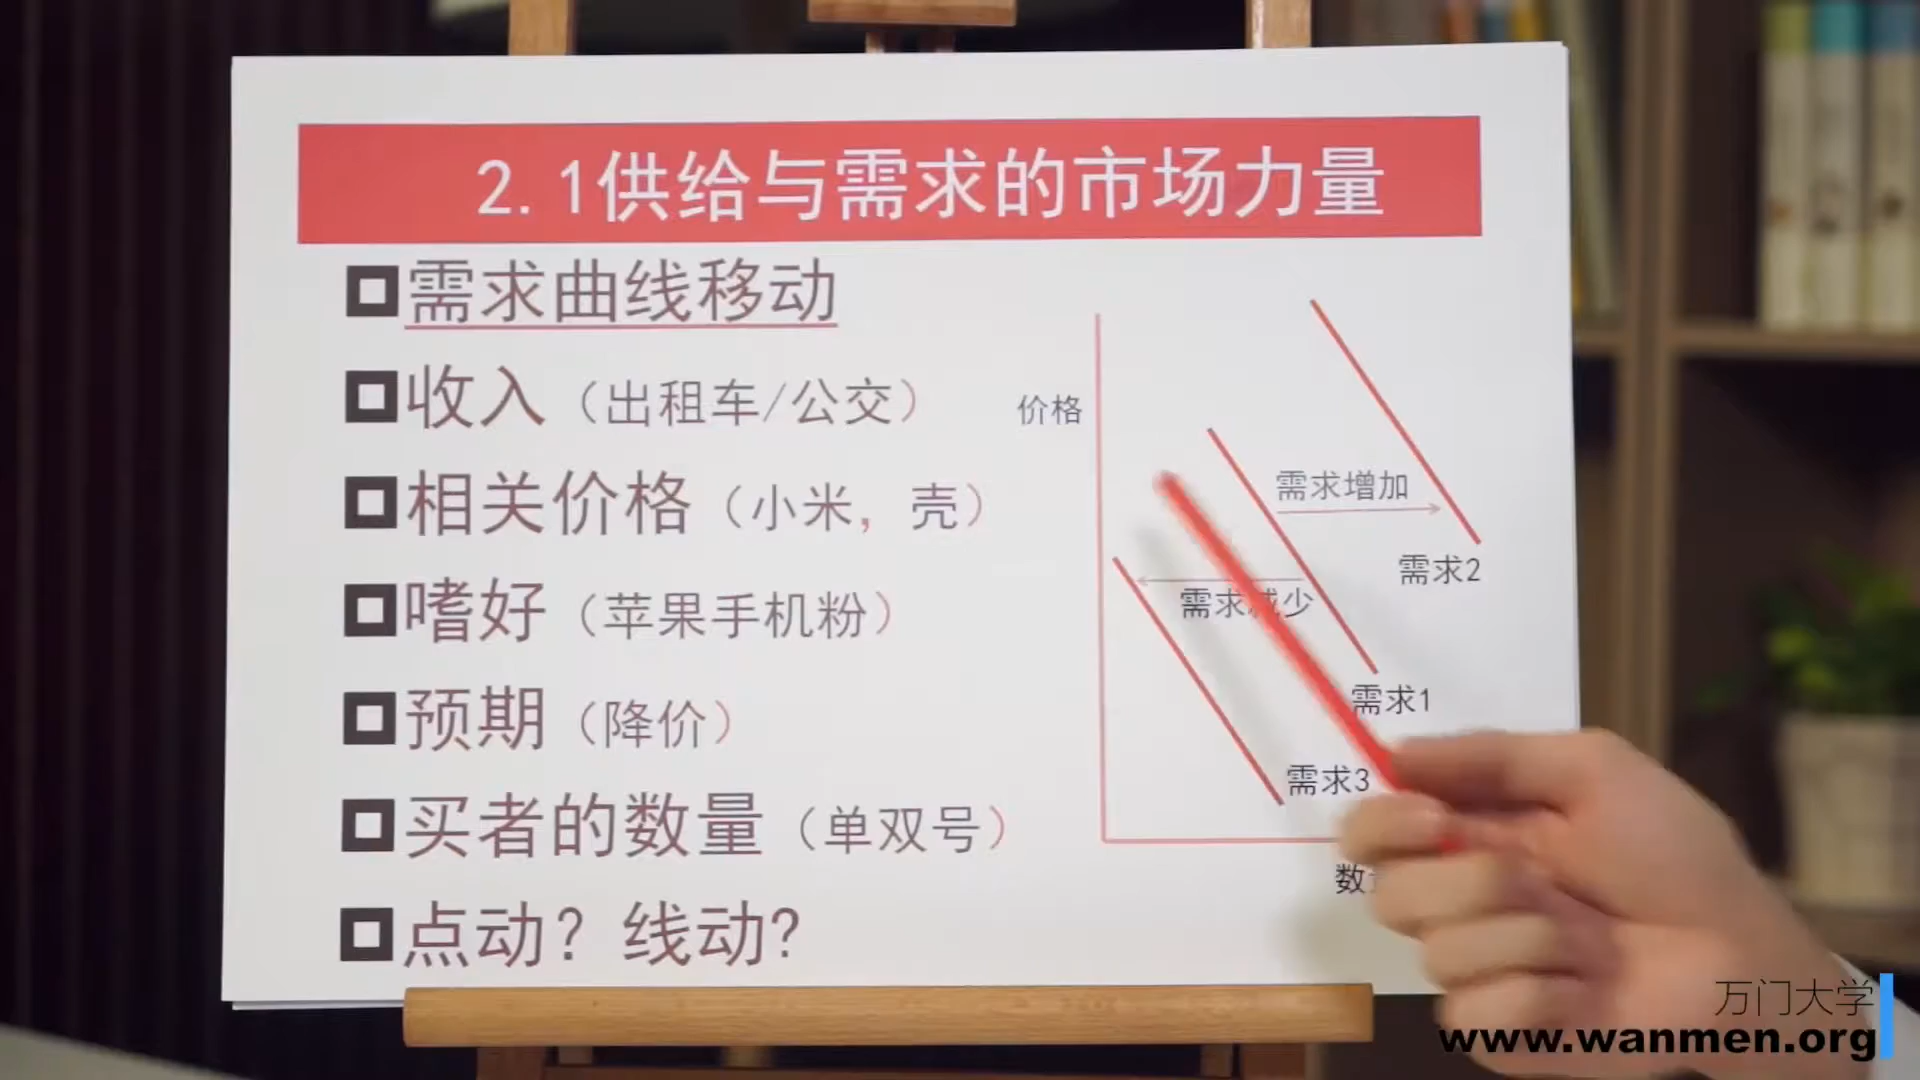 2.1供给与需求的市场力量
需求曲线移动
收入（出租车/公交）
相关价格（小米，壳）
嗜好（苹果手机粉）
预期（降价）
买者的数量（单双号）
点动？线动?
价格
需求增加
需求2
需求减少
需求1
需求3
数
万门大学
www.wanmen.org